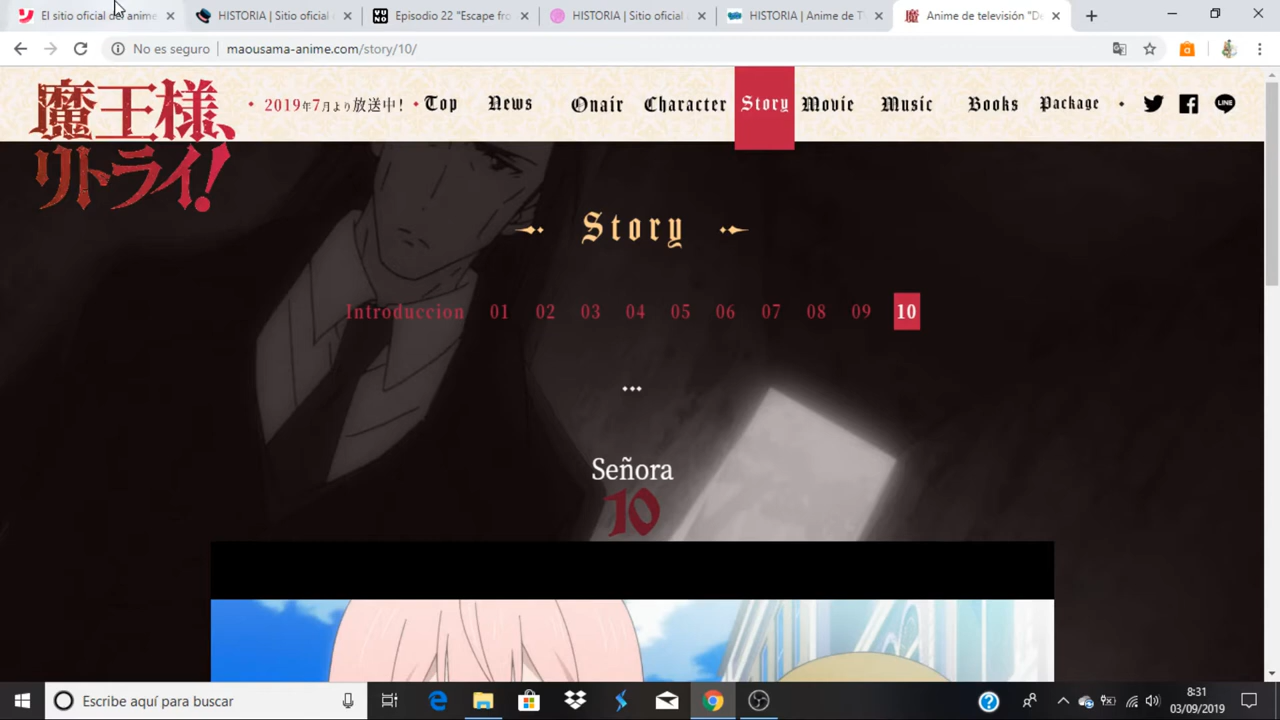 El sitio oficial del anime
HISTORIA | Sitio oficial
Episodio 22 "Escape fro
HISTORIA | Sitio oficial
HISTORIA | Anime de T
Anime de televisión "De
No es seguro
maousama-anime.com/story/10/
魔王様、
リトライ!
2019年7月より放送中!
Top
News
Onair
Character
Story
Movie
Music
Books
Package
LINE
Story
Introduccion 01 02 03 04 05 06 07 08 09 10
...
Señora
10
Escribe aquí para buscar
8:31
03/09/2019